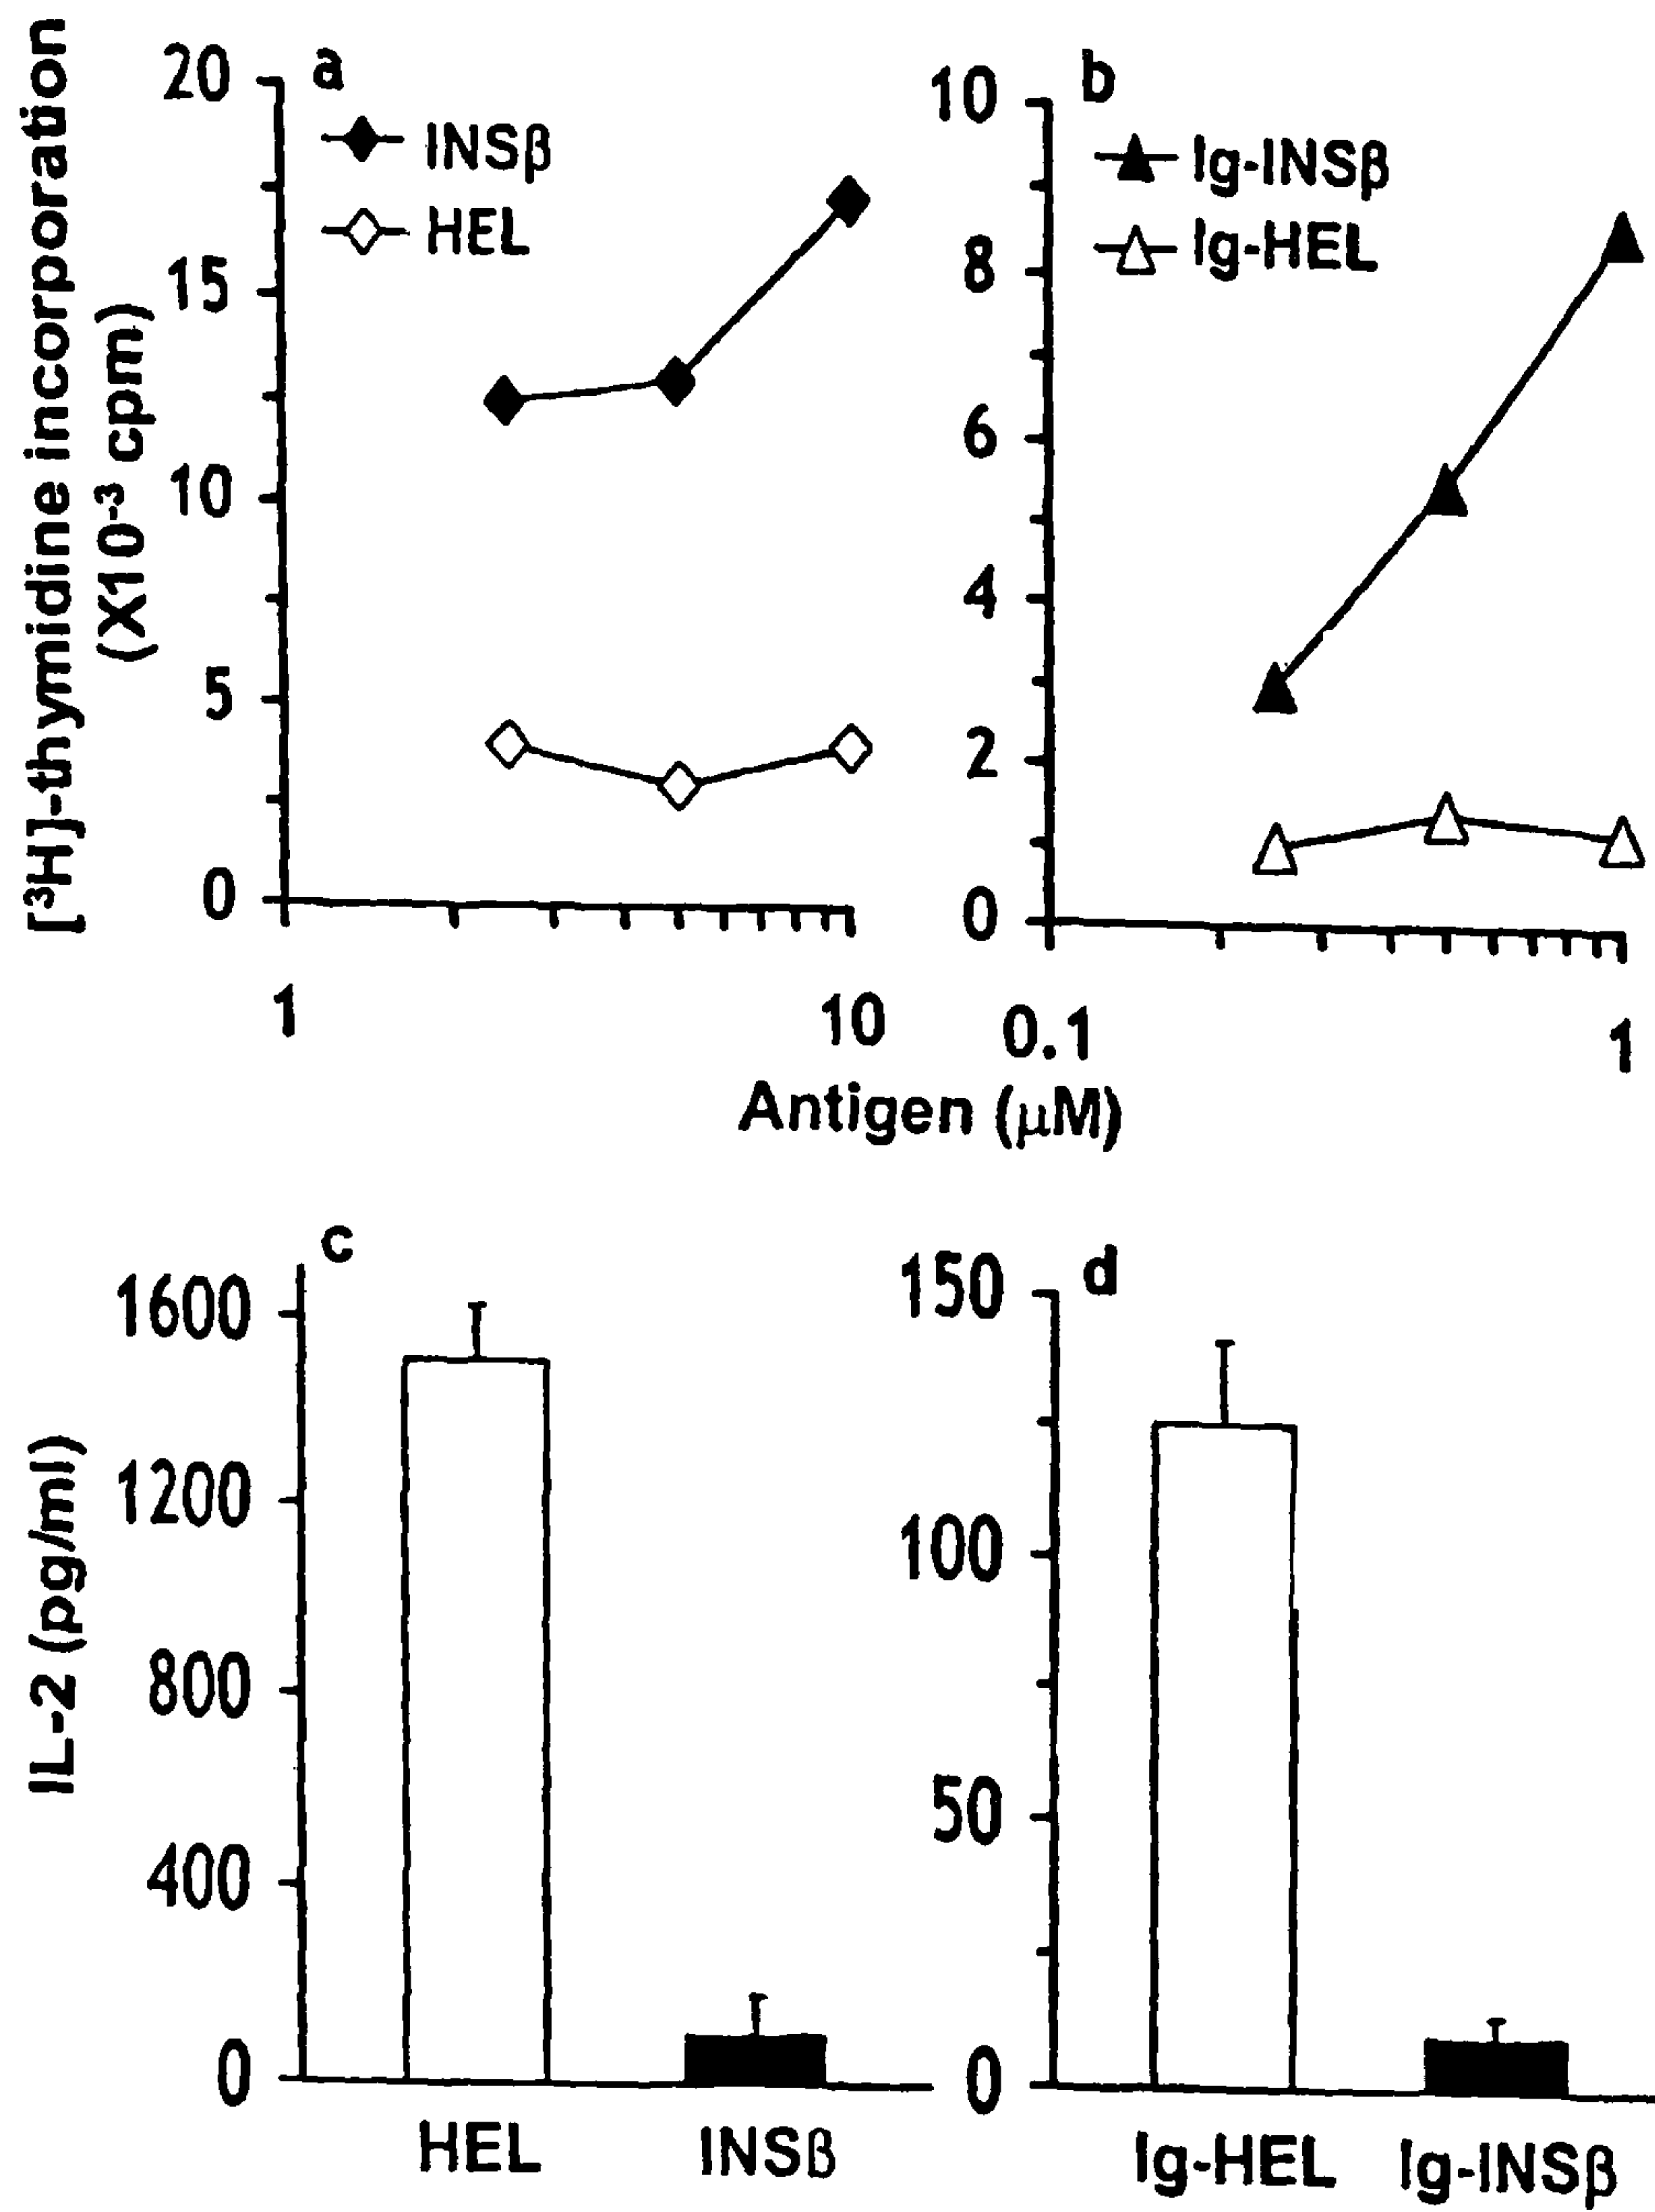 [³H]-thymidine incorporation
(X10⁻³ cpm)
a
20
15
10
5
0
INSβ
HEL
1
10
b
10
8
6
4
2
0
Ig-INSβ
Ig-HEL
0.1
1
Antigen (μM)
IL-2 (pg/ml)
c
1600
1200
800
400
0
HEL
INSβ
d
150
100
50
0
Ig-HEL
Ig-INSβ